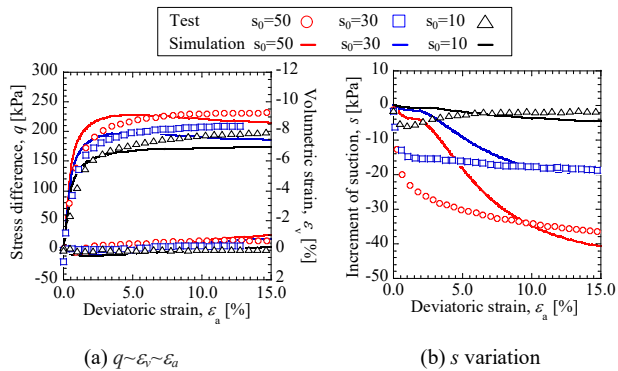 Test s₀=50 s₀=30 s₀=10
Simulation s₀=50 s₀=30 s₀=10
Stress difference, q [kPa]
300
250
200
150
100
50
0
-50
-12
-10
-8
-6
-4
-2
0
2
Volumetric strain, εv [%]
0.0 5.0 10.0 15.0
Deviatoric strain, εa [%]
(a) q~εv~εa
Increment of suction, s [kPa]
10
0
-10
-20
-30
-40
-50
0.0 5.0 10.0 15.0
Deviatoric strain, εa [%]
(b) s variation